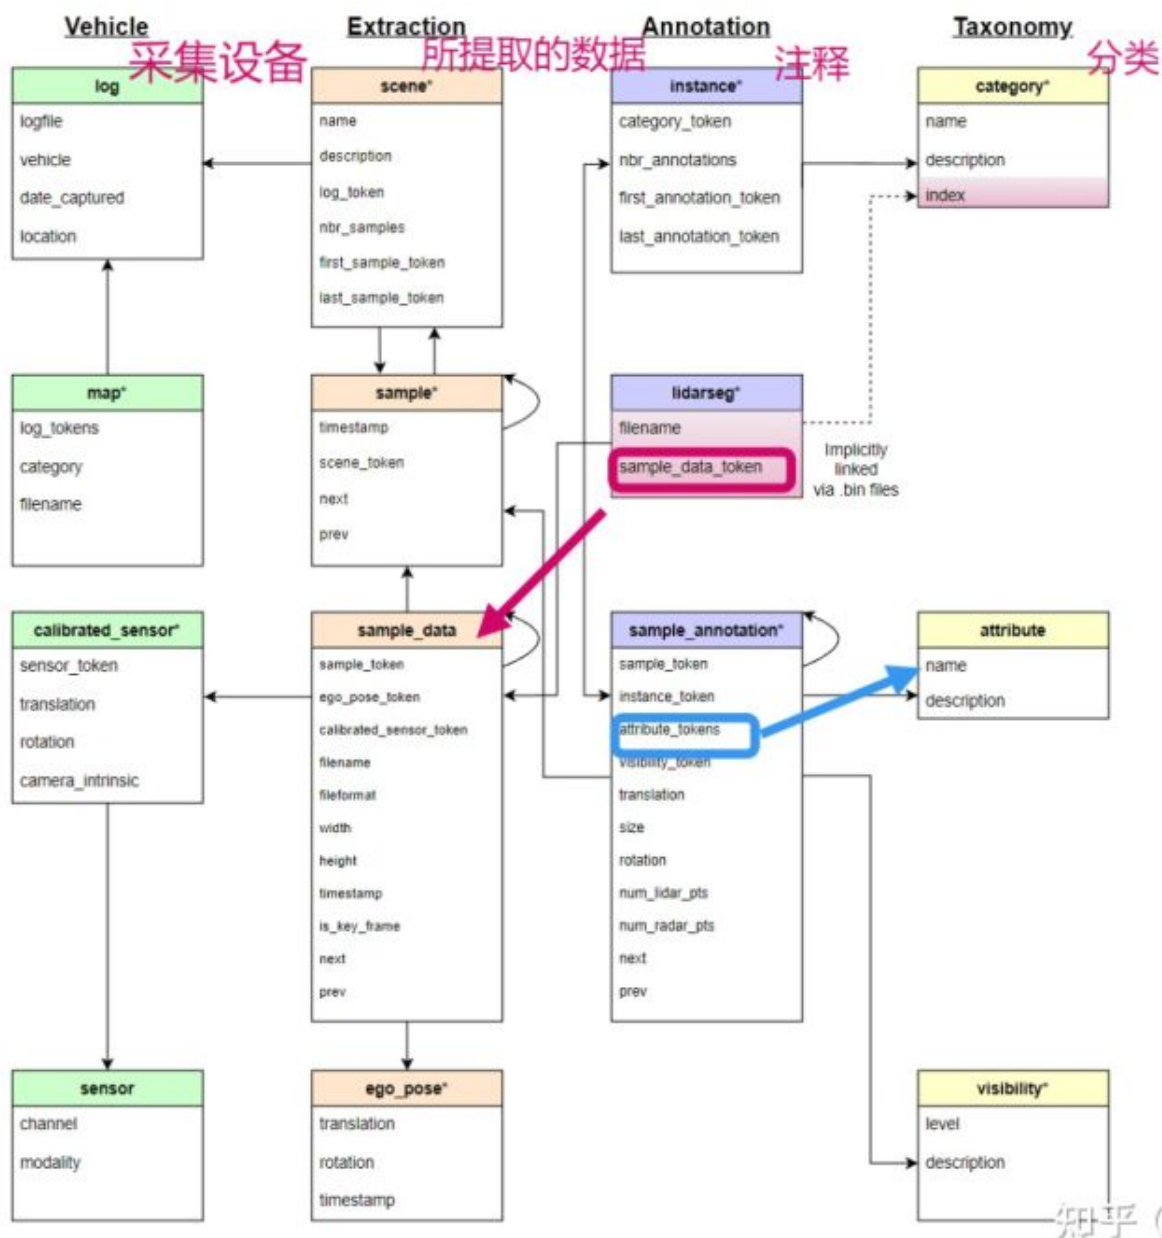 Vehicle
采集设备
Extraction
所提取的数据
Annotation
注释
Taxonomy
分类
log
logfile
vehicle
date_captured
location
scene*
name
description
log_token
nbr_samples
first_sample_token
last_sample_token
instance*
category_token
nbr_annotations
first_annotation_token
last_annotation_token
category*
name
description
index
map*
log_tokens
category
filename
sample*
timestamp
scene_token
next
prev
lidarseg*
filename
sample_data_token
Implicitly
linked
via .bin files
calibrated_sensor*
sensor_token
translation
rotation
camera_intrinsic
sample_data
sample_token
ego_pose_token
calibrated_sensor_token
filename
fileformat
width
height
timestamp
is_key_frame
next
prev
sample_annotation*
sample_token
instance_token
attribute_tokens
visibility_token
translation
size
rotation
num_lidar_pts
num_radar_pts
next
prev
attribute
name
description
sensor
channel
modality
ego_pose*
translation
rotation
timestamp
visibility*
level
description
知乎